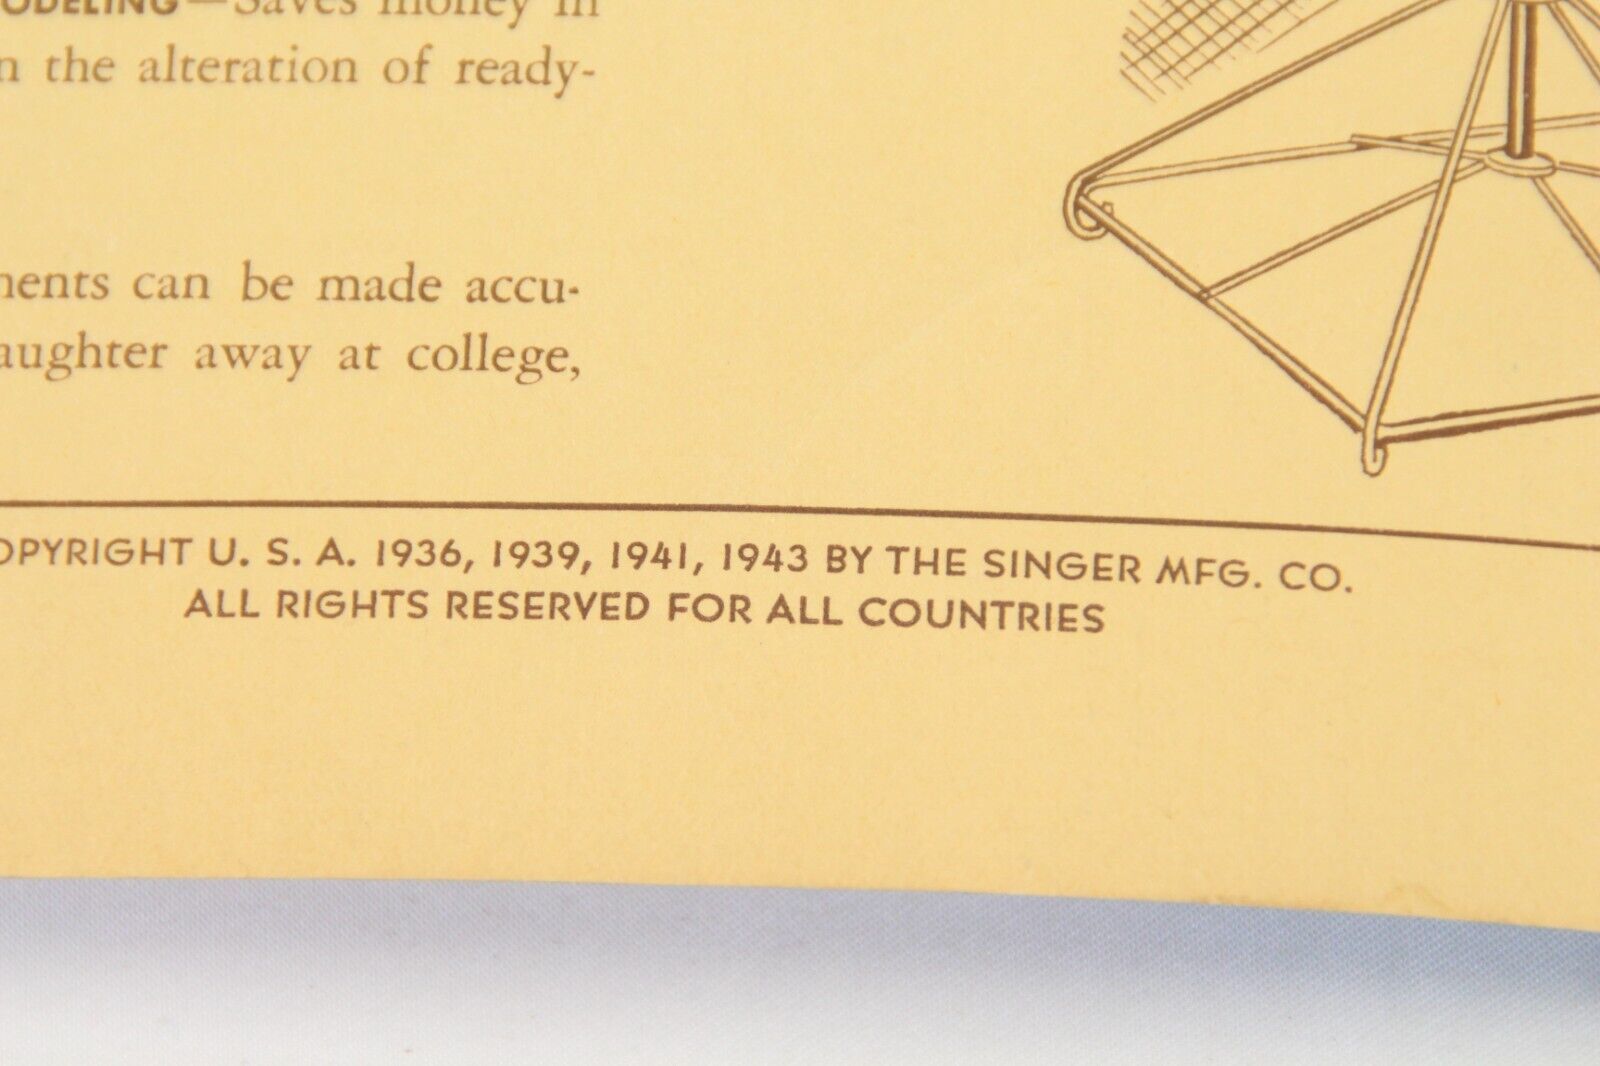 ODELING—Saves money in
n the alteration of ready-
ments can be made accu-
aughter away at college,
OPYRIGHT U. S. A. 1936, 1939, 1941, 1943 BY THE SINGER MFG. CO.
ALL RIGHTS RESERVED FOR ALL COUNTRIES